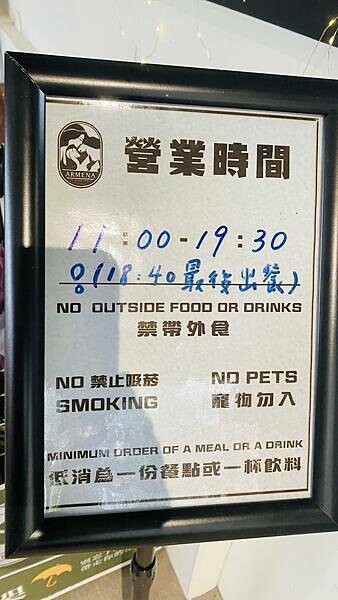 ARMENA
營業時間
11:00-19:30
(18:40最後出餐)
NO OUTSIDE FOOD OR DRINKS
禁帶外食
NO 禁止吸菸
SMOKING
NO PETS
寵物勿入
MINIMUM ORDER OF A MEAL OR A DRINK
低消為一份餐點或一杯飲料